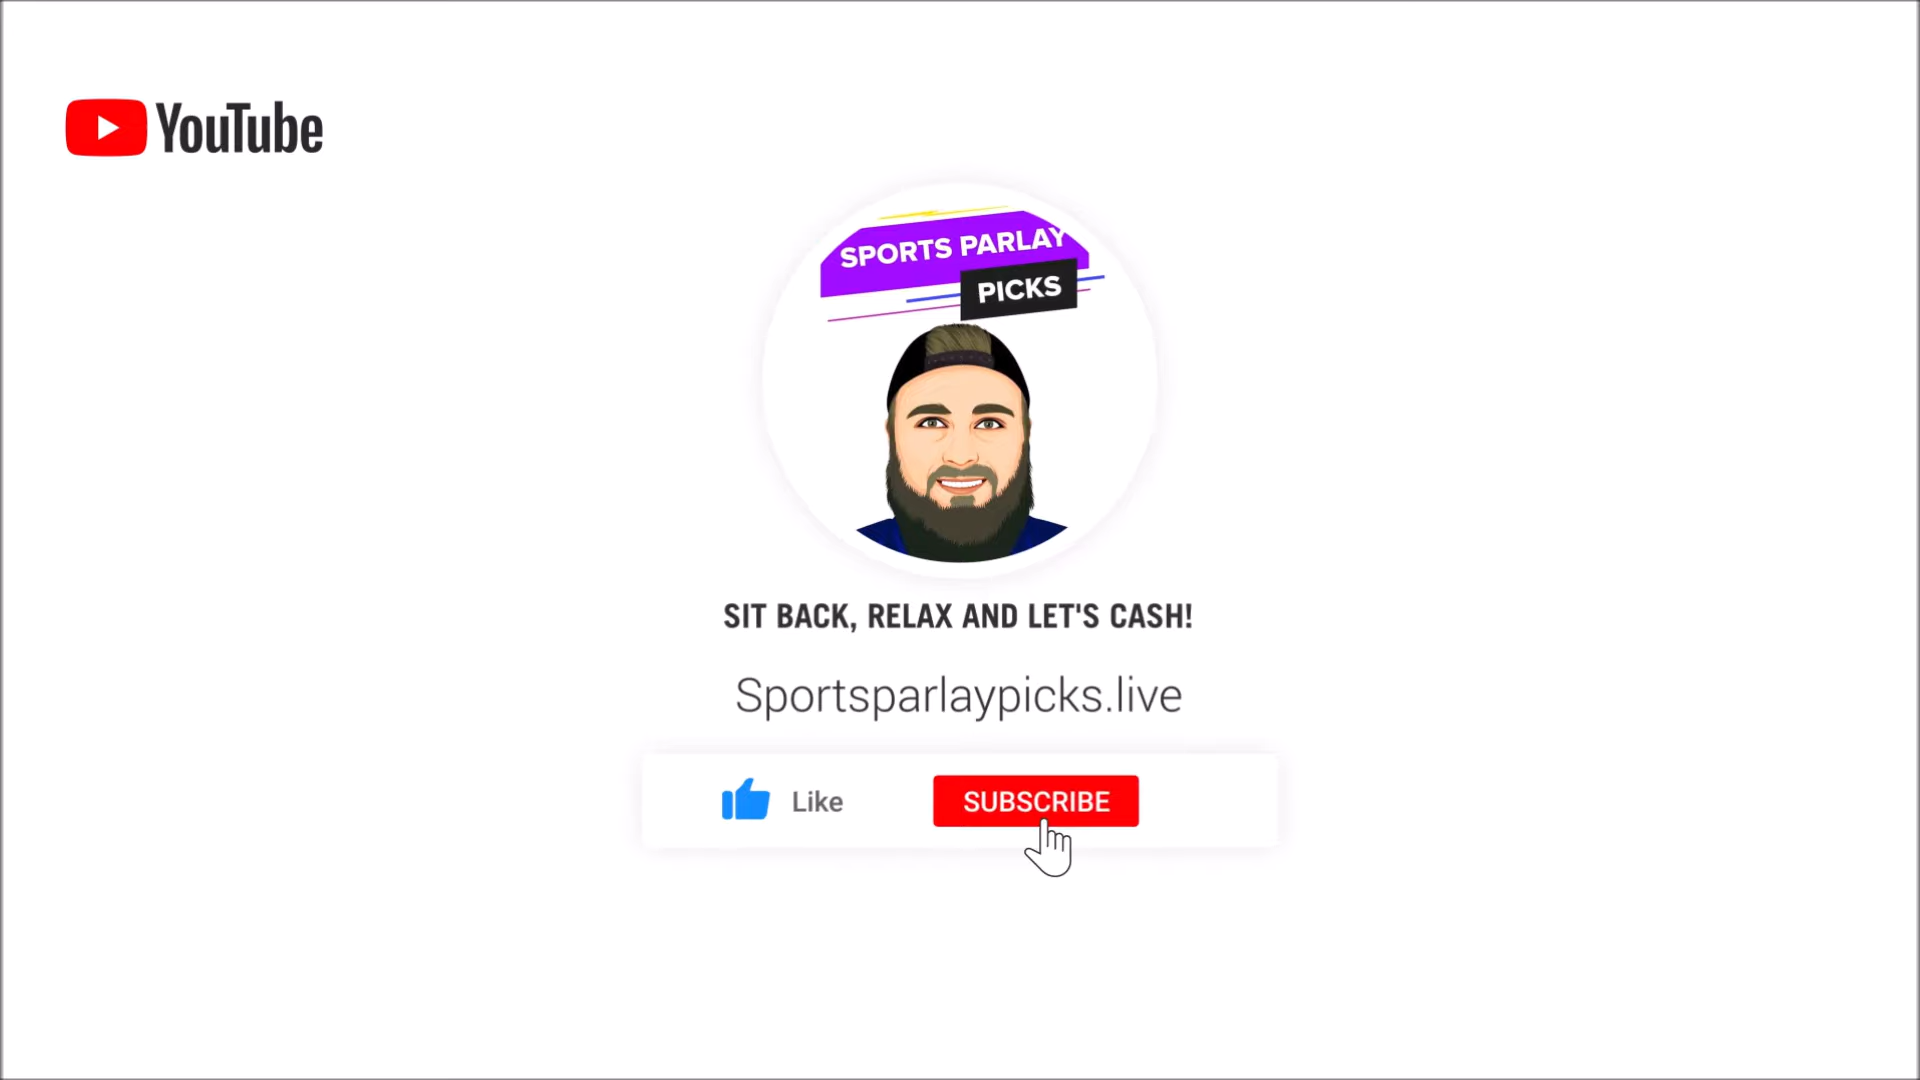 YouTube
SPORTS PARLAY
PICKS
SIT BACK, RELAX AND LET'S CASH!
Sportsparlaypicks.live
Like
SUBSCRIBE